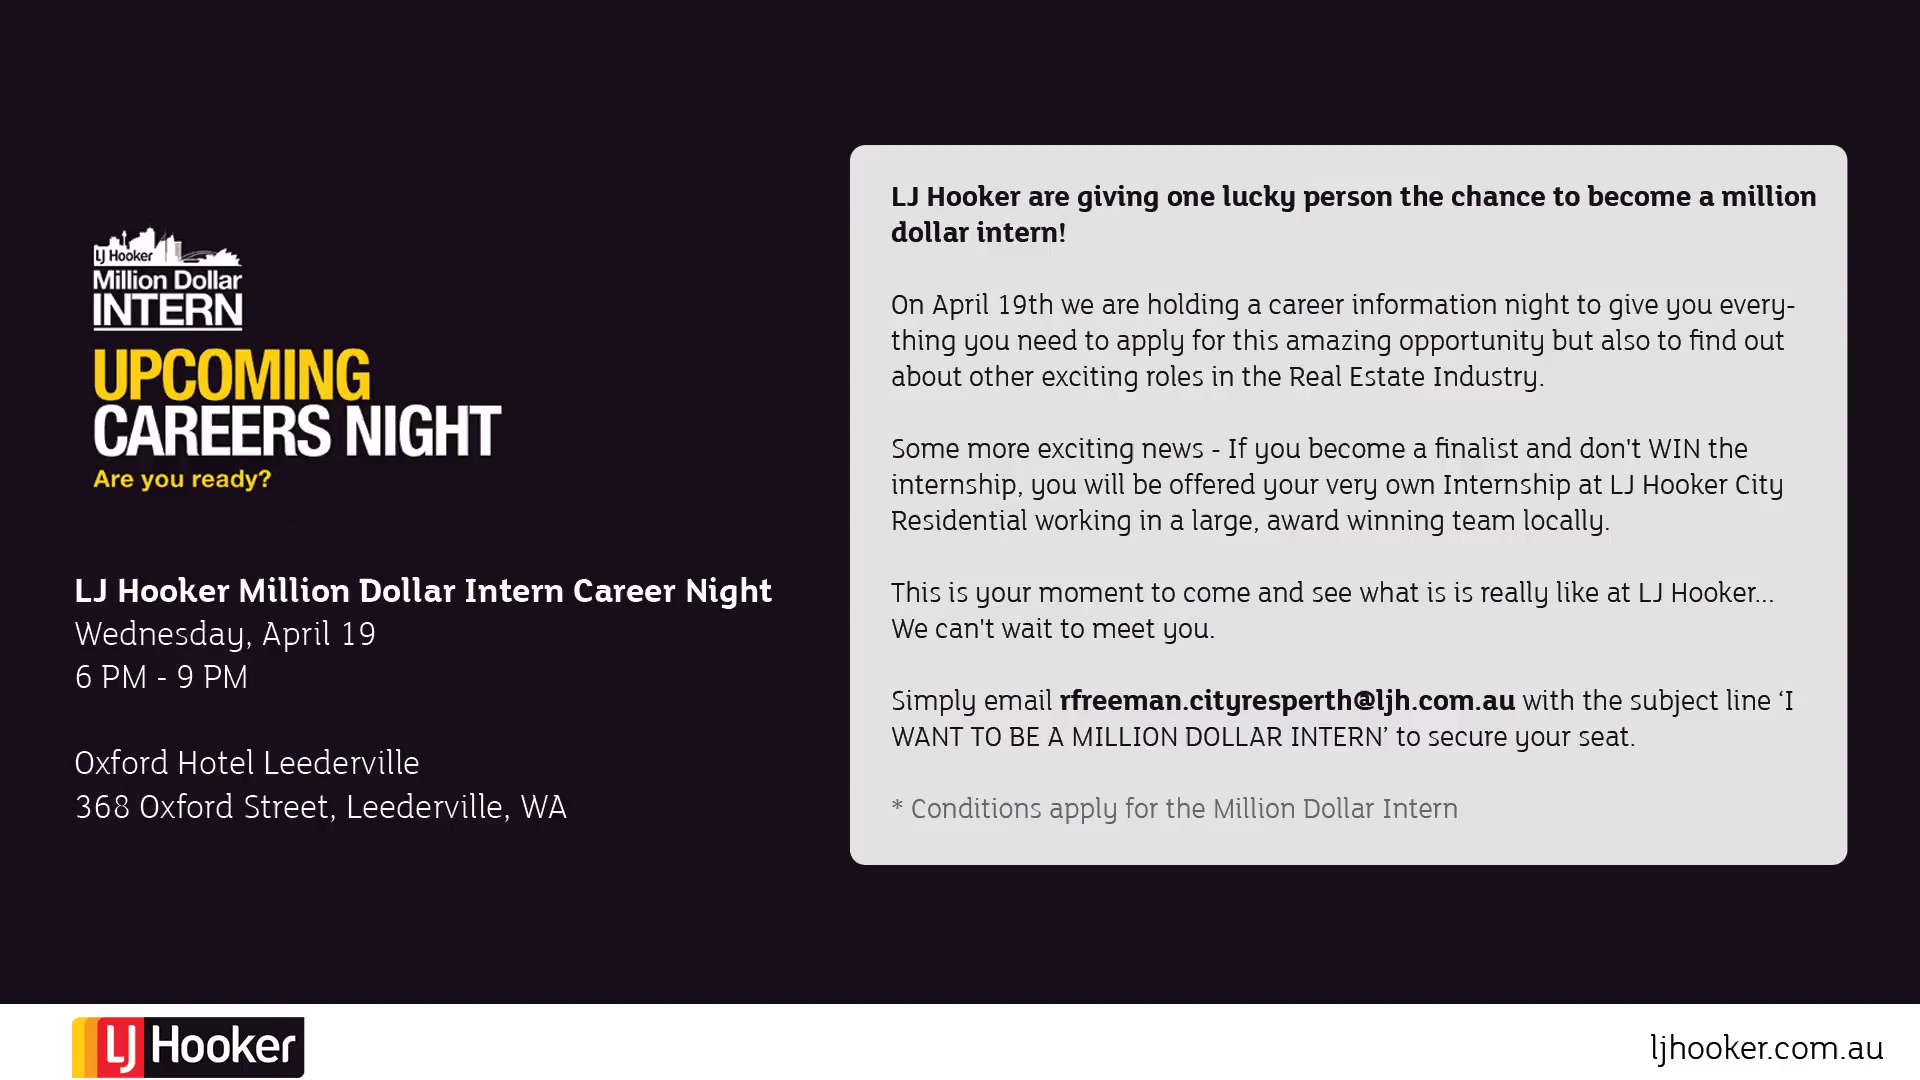 LJ Hooker
Million Dollar
INTERN
UPCOMING
CAREERS NIGHT
Are you ready?
LJ Hooker Million Dollar Intern Career Night
Wednesday, April 19
6 PM - 9 PM
Oxford Hotel Leederville
368 Oxford Street, Leederville, WA
LJ Hooker are giving one lucky person the chance to become a million
dollar intern!
On April 19th we are holding a career information night to give you every-
thing you need to apply for this amazing opportunity but also to find out
about other exciting roles in the Real Estate Industry.
Some more exciting news - If you become a finalist and don't WIN the
internship, you will be offered your very own Internship at LJ Hooker City
Residential working in a large, award winning team locally.
This is your moment to come and see what is is really like at LJ Hooker...
We can't wait to meet you.
Simply email rfreeman.cityresperth@ljh.com.au with the subject line ‘I
WANT TO BE A MILLION DOLLAR INTERN’ to secure your seat.
* Conditions apply for the Million Dollar Intern
LJ Hooker
ljhooker.com.au